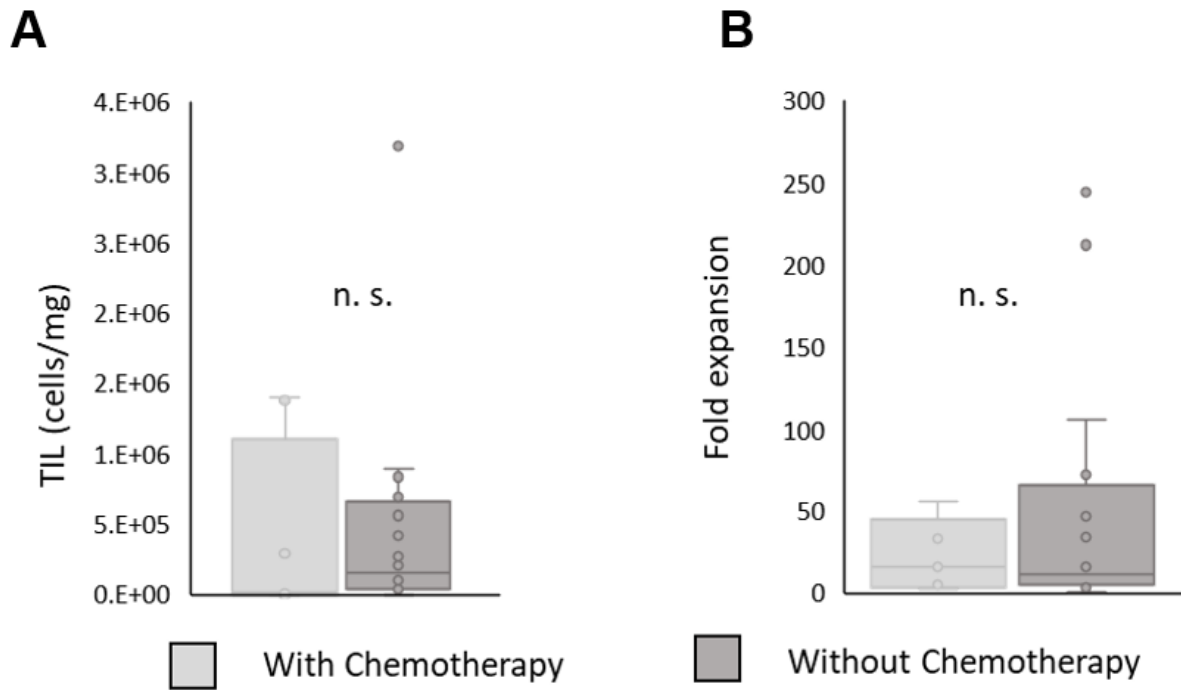 A
B
TIL (cells/mg)
4.E+06
3.E+06
3.E+06
2.E+06
2.E+06
1.E+06
5.E+05
0.E+00
n. s.
Fold expansion
300
250
200
150
100
50
0
n. s.
With Chemotherapy
Without Chemotherapy